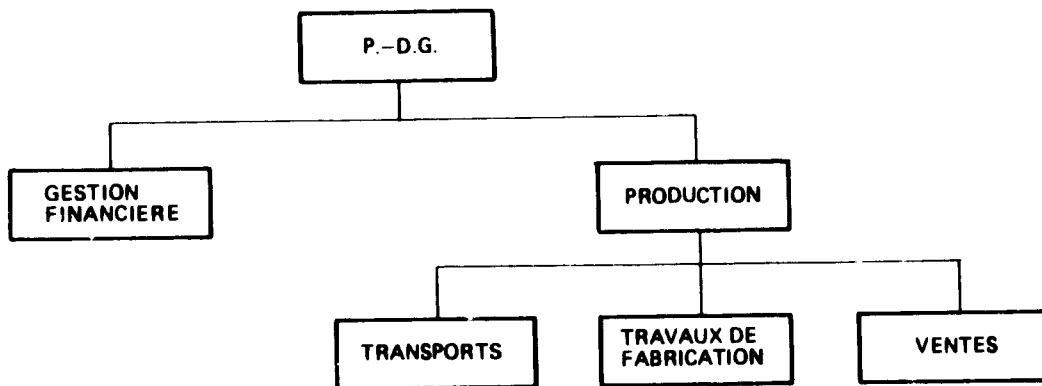 P.–D.G.
GESTION
FINANCIERE
PRODUCTION
TRANSPORTS
TRAVAUX DE
FABRICATION
VENTES